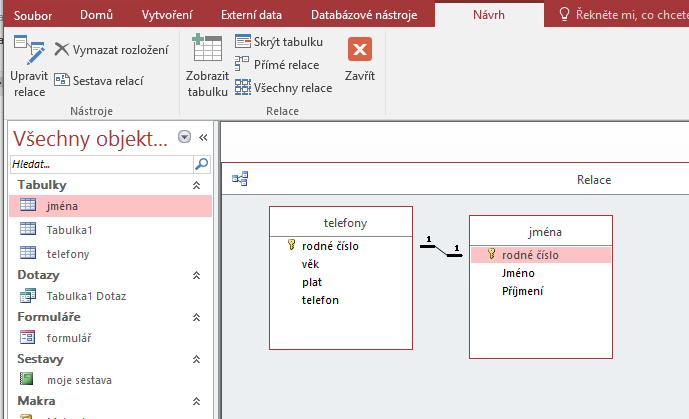 Soubor Domů Vytvoření Externí data Databázové nástroje Návrh Řekněte mi, co chcete
Upravit relace
Vymazat rozložení
Sestava relací
Nástroje
Zobrazit tabulku
Skrýt tabulku
Přímé relace
Všechny relace
Zavřít
Relace
Všechny objekt... «
Hledat...
Tabulky
jména
Tabulka1
telefony
Dotazy
Tabulka1 Dotaz
Formuláře
formulář
Sestavy
moje sestava
Makra
Relace
telefony
rodné číslo
věk
plat
telefon
1 1
jména
rodné číslo
Jméno
Příjmení